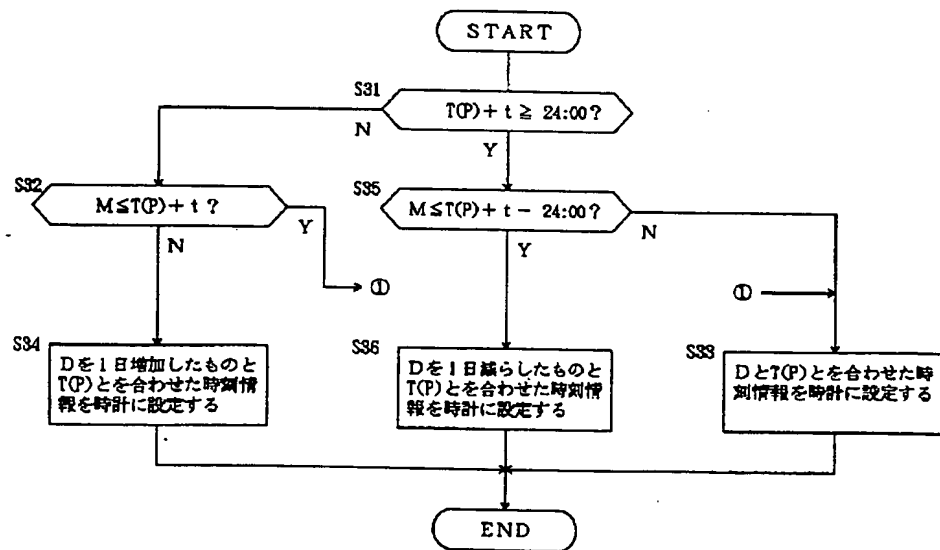 START
S31
T(P)+ t ≧ 24:00?
N
Y
S32
M≦T(P)+ t ?
S35
M≦T(P)+ t − 24:00?
Y
N
Y
N
①
①
S34
Dを1日増加したものと
T(P)とを合わせた時刻情
報を時計に設定する
S36
Dを1日減らしたものと
T(P)とを合わせた時刻情
報を時計に設定する
S33
DとT(P)とを合わせた時
刻情報を時計に設定する
END